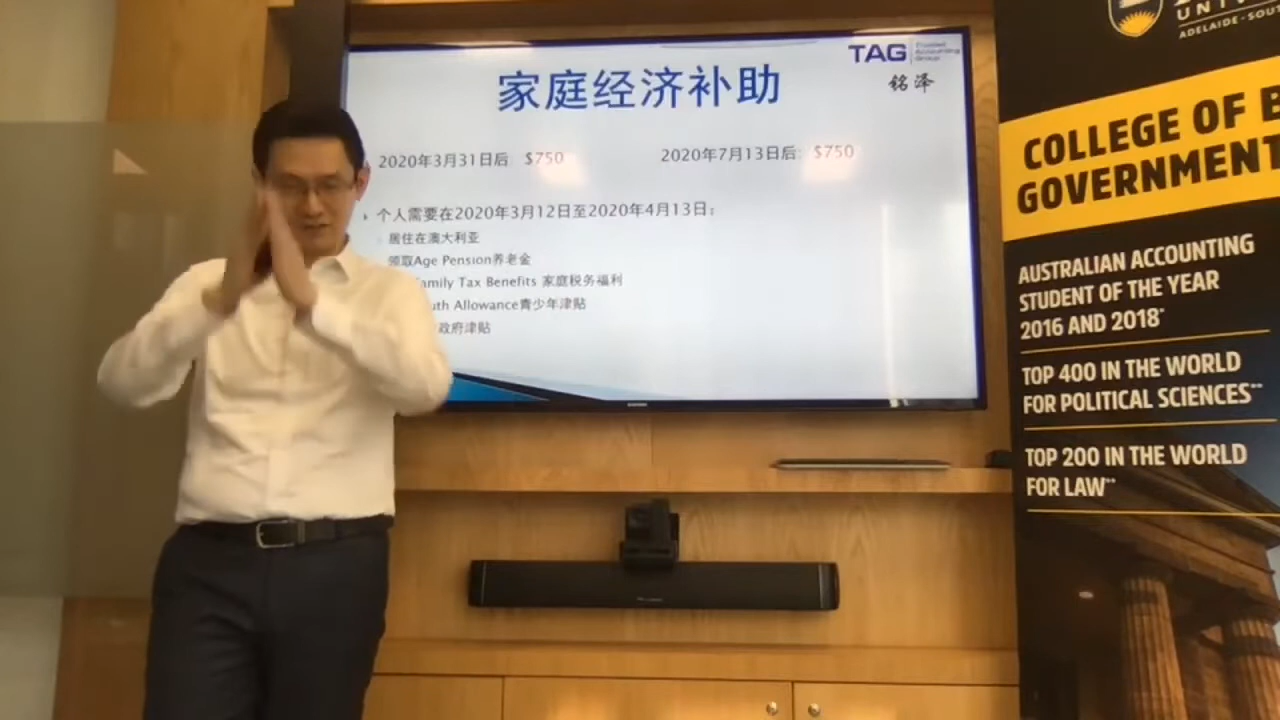 TAG
Trusted
Accounting
Group
铭泽
家庭经济补助
2020年3月31日后: $750
2020年7月13日后: $750
个人需要在2020年3月12日至2020年4月13日:
居住在澳大利亚
领取Age Pension养老金
amily Tax Benefits 家庭税务福利
uth Allowance青少年津贴
政府津贴
UNIV
ADELAIDE · SOUT
COLLEGE OF B
GOVERNMENT
AUSTRALIAN ACCOUNTING
STUDENT OF THE YEAR
2016 AND 2018*
TOP 400 IN THE WORLD
FOR POLITICAL SCIENCES**
TOP 200 IN THE WORLD
FOR LAW**